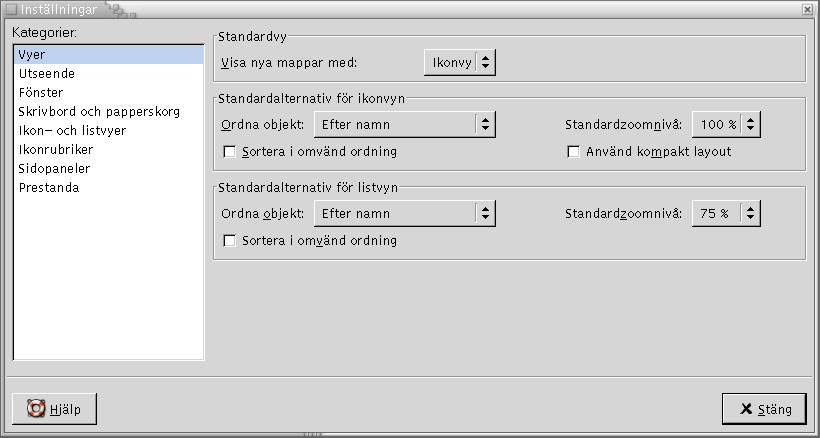 Inställningar
Kategorier:
Vyer
Utseende
Fönster
Skrivbord och papperskorg
Ikon- och listvyer
Ikonrubriker
Sidopaneler
Prestanda
Standardvy
Visa nya mappar med: Ikonvy
Standardalternativ för ikonvyn
Ordna objekt: Efter namn Standardzoomnivå: 100 %
Sortera i omvänd ordning Använd kompakt layout
Standardalternativ för listvyn
Ordna objekt: Efter namn Standardzoomnivå: 75 %
Sortera i omvänd ordning
Hjälp Stäng